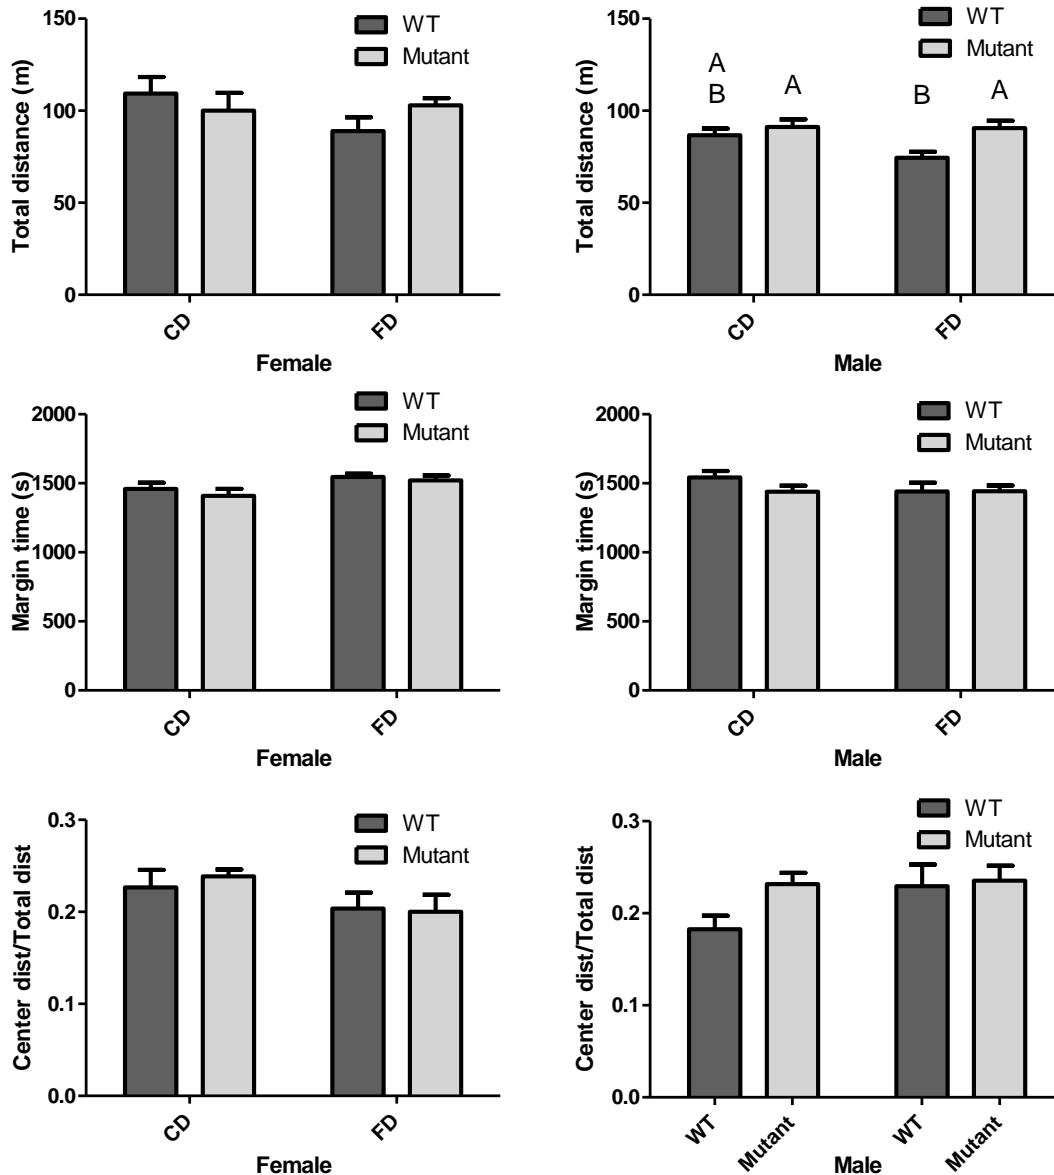 Total distance (m)
150
100
50
0
WT
Mutant
CD
FD
Female
Total distance (m)
150
100
50
0
WT
Mutant
A
B
A
B
A
CD
FD
Male
Margin time (s)
2000
1500
1000
500
0
WT
Mutant
CD
FD
Female
Margin time (s)
2000
1500
1000
500
0
WT
Mutant
CD
FD
Male
Center dist/Total dist
0.3
0.2
0.1
0.0
WT
Mutant
CD
FD
Female
Center dist/Total dist
0.3
0.2
0.1
0.0
WT
Mutant
WT
Mutant
WT
Mutant
Male